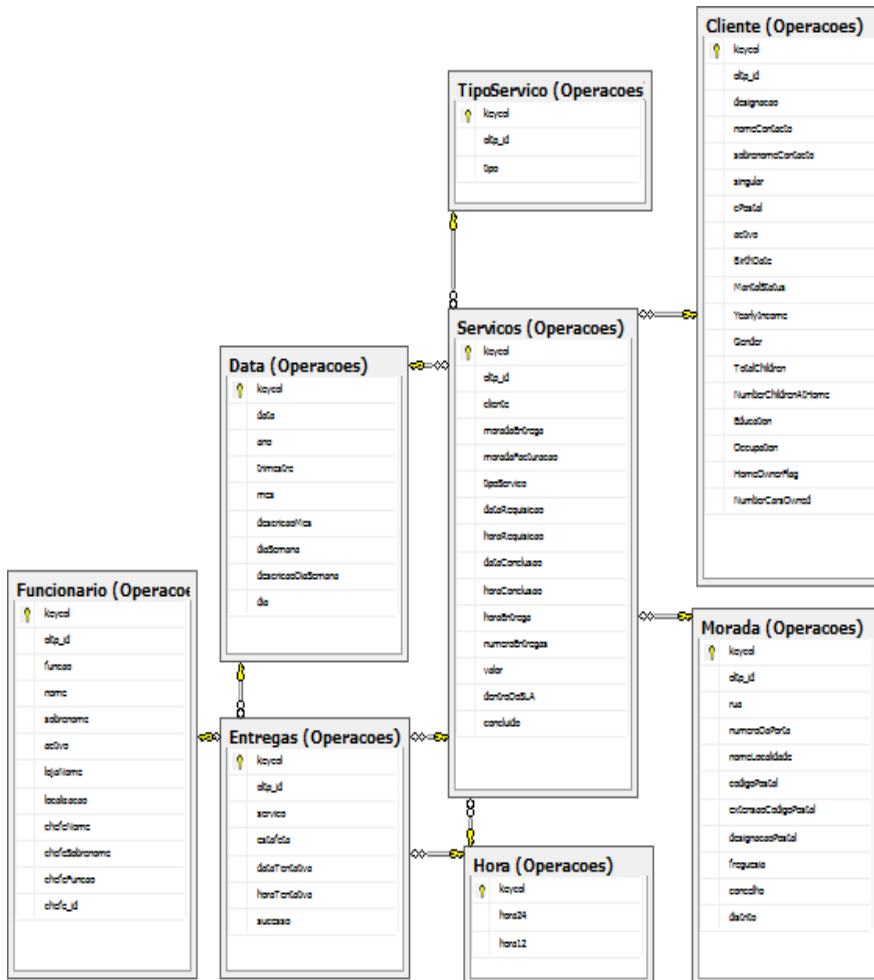 Cliente (Operacoes)
keycol
oltp_id
designacao
nomeContacto
sobrenomeContacto
singular
cPostal
activo
BirthDate
MaritalStatus
YearlyIncome
Gender
TotalChildren
NumberChildrenAtHome
Education
Occupation
HomeOwnerFlag
NumberCarsOwned
TipoServico (Operacoes
keycol
oltp_id
tipo
Servicos (Operacoes)
keycol
oltp_id
cliente
moradaEntrega
moradaFacturacao
tipoServico
dataRequisicao
horaRequisicao
dataConclusao
horaConclusao
horaEntrega
numeroEntregas
valor
dentroDoSLA
concluido
Data (Operacoes)
keycol
data
ano
trimestre
mes
descricaoMes
diaSemana
descricaoDiaSemana
dia
Funcionario (Operacoe
keycol
oltp_id
funcao
nome
sobrenome
activo
lojaNome
localizacao
chefeNome
chefeSobrenome
chefeFuncao
chefe_id
Entregas (Operacoes)
keycol
oltp_id
servico
estafeta
dataTentativa
horaTentativa
sucesso
Hora (Operacoes)
keycol
hora24
hora12
Morada (Operacoes)
keycol
oltp_id
rua
numeroDaPorta
nomeLocalidade
codigoPostal
extensaoCodigoPostal
designacaoPostal
freguesia
concelho
distrito